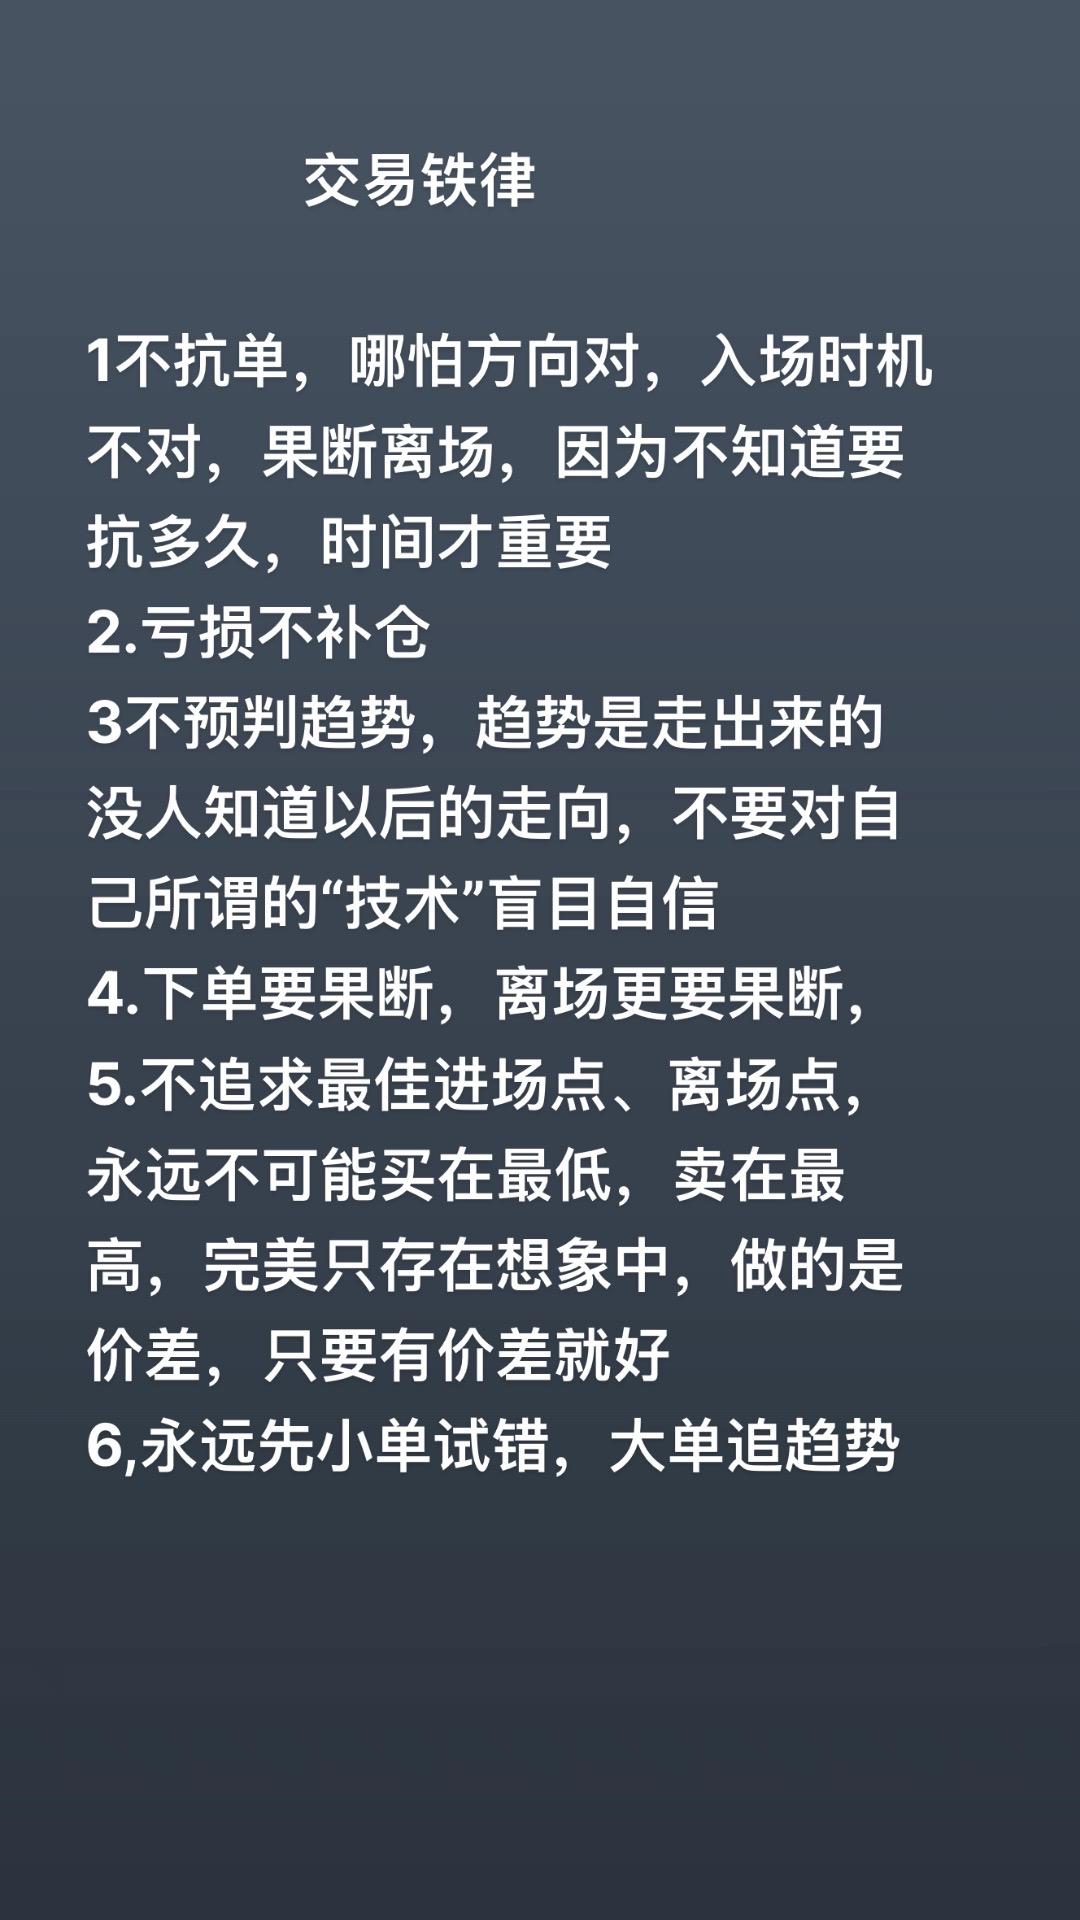 交易铁律
1不抗单，哪怕方向对，入场时机
不对，果断离场，因为不知道要
抗多久，时间才重要
2.亏损不补仓
3不预判趋势，趋势是走出来的
没人知道以后的走向，不要对自
己所谓的“技术”盲目自信
4.下单要果断，离场更要果断，
5.不追求最佳进场点、离场点，
永远不可能买在最低，卖在最
高，完美只存在想象中，做的是
价差，只要有价差就好
6,永远先小单试错，大单追趋势